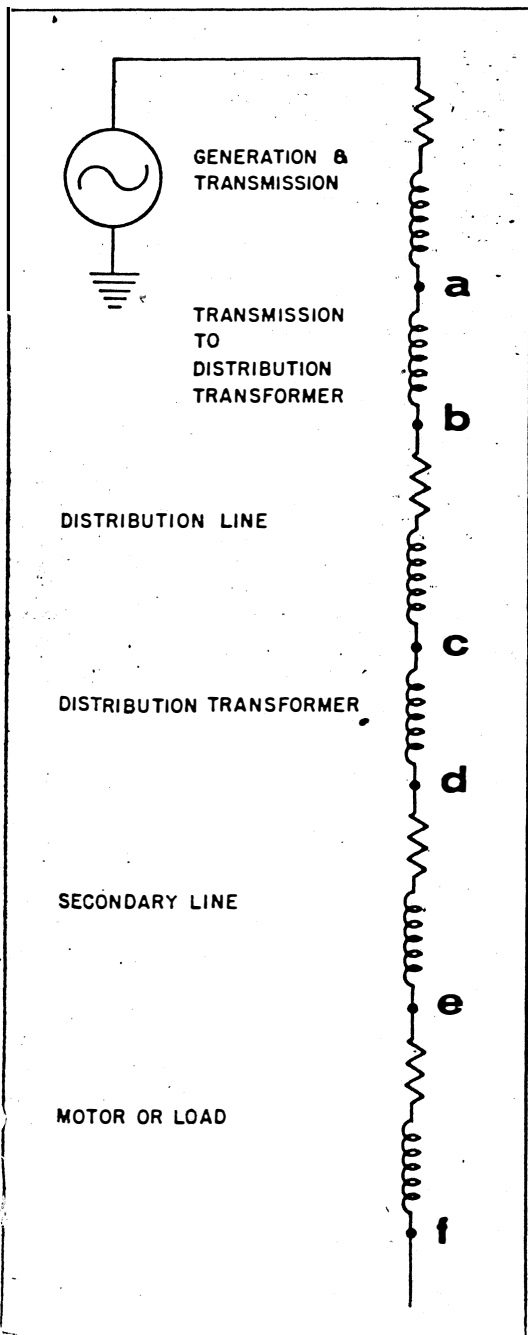 GENERATION &
TRANSMISSION
a
TRANSMISSION
TO
DISTRIBUTION
TRANSFORMER
b
DISTRIBUTION LINE
c
DISTRIBUTION TRANSFORMER
d
SECONDARY LINE
e
MOTOR OR LOAD
f